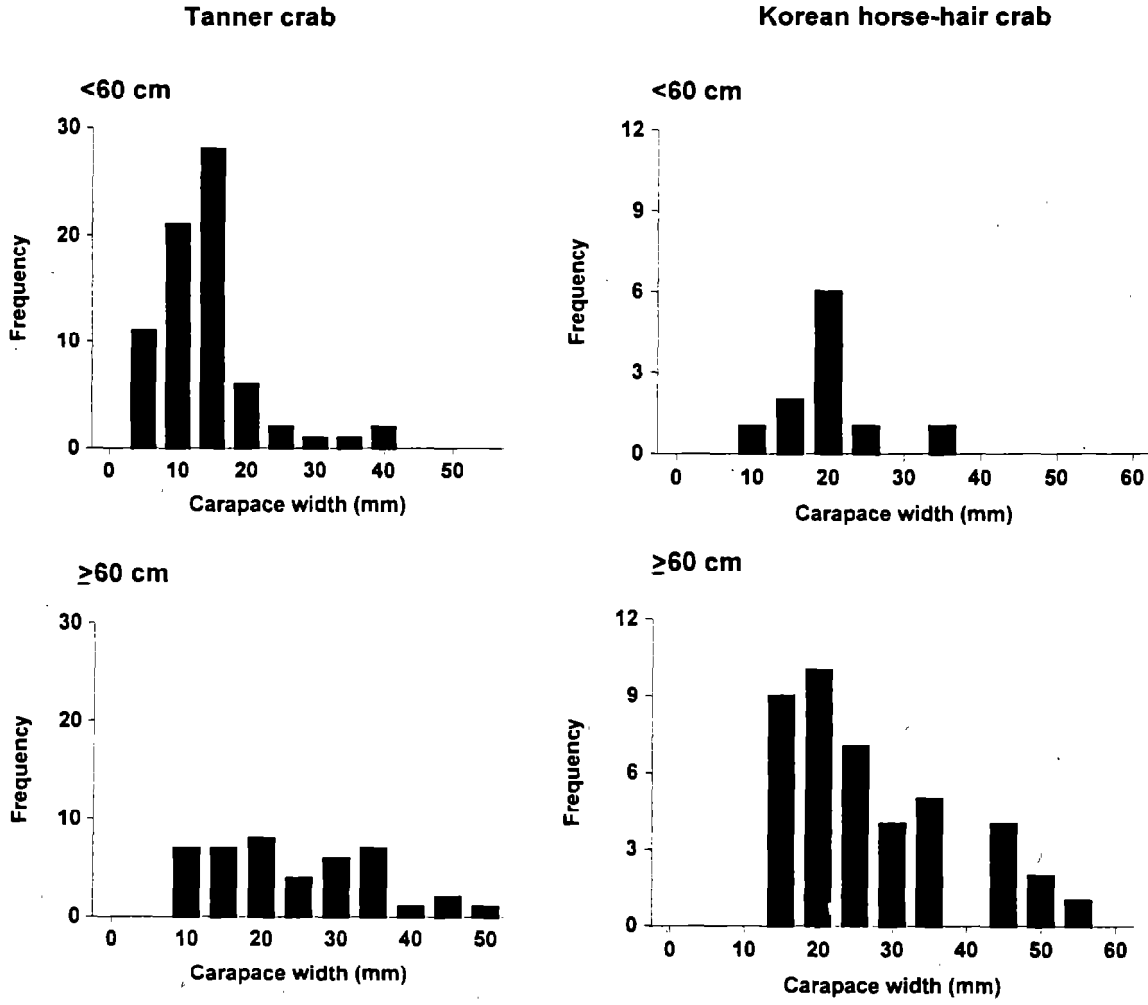 Tanner crab
Korean horse-hair crab
<60 cm
30
20
10
0
Frequency
0 10 20 30 40 50
Carapace width (mm)
<60 cm
12
9
6
3
0
Frequency
0 10 20 30 40 50 60
Carapace width (mm)
≥60 cm
30
20
10
0
Frequency
0 10 20 30 40 50
Carapace width (mm)
≥60 cm
12
9
6
3
0
Frequency
0 10 20 30 40 50 60
Carapace width (mm)